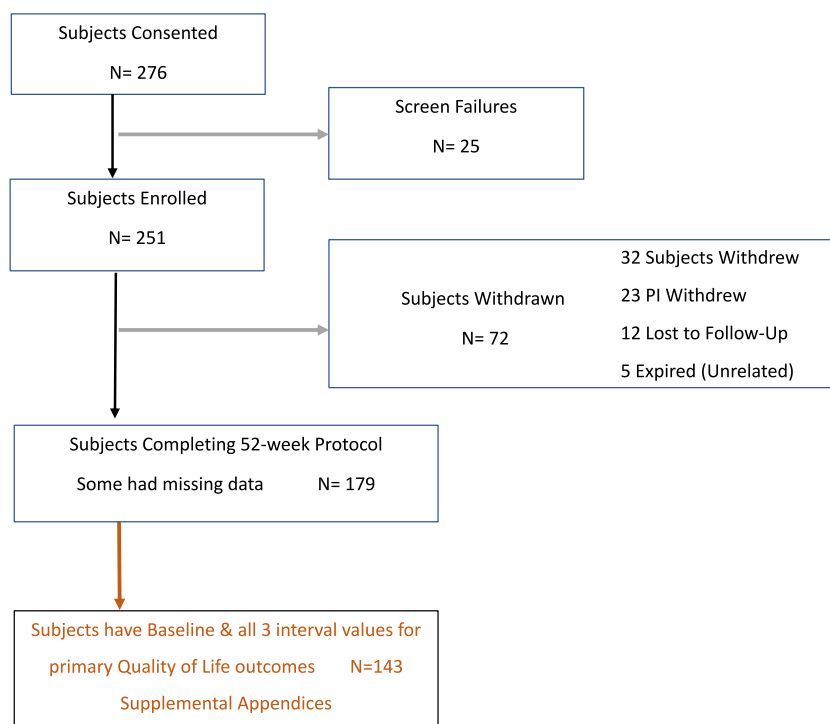 Subjects Consented
N= 276
Screen Failures
N= 25
Subjects Enrolled
N= 251
Subjects Withdrawn
N= 72
32 Subjects Withdrew
23 PI Withdrew
12 Lost to Follow-Up
5 Expired (Unrelated)
Subjects Completing 52-week Protocol
Some had missing data N= 179
Subjects have Baseline & all 3 interval values for
primary Quality of Life outcomes N=143
Supplemental Appendices